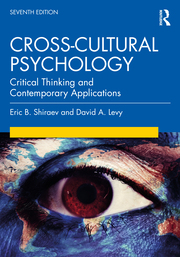 SEVENTH EDITION
CROSS-CULTURAL
PSYCHOLOGY
Critical Thinking and
Contemporary Applications
Eric B. Shiraev and David A. Levy